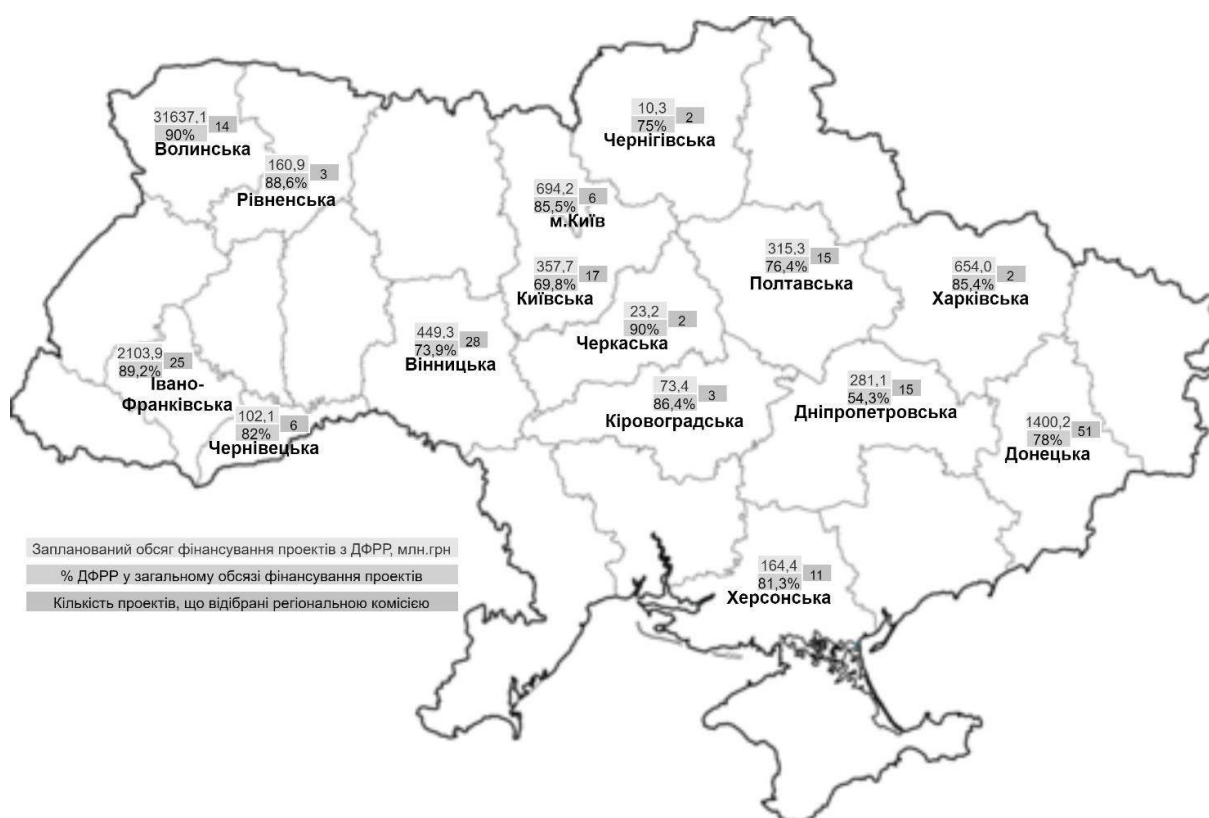 31637,1
90%
14
Волинська
160,9
88,6%
3
Рівненська
10,3
75%
2
Чернігівська
694,2
85,5%
6
м.Київ
357,7
69,8%
17
Київська
315,3
76,4%
15
Полтавська
654,0
85,4%
2
Харківська
23,2
90%
2
Черкаська
449,3
73,9%
28
Вінницька
2103,9
89,2%
25
Івано-
Франківська
102,1
82%
6
Чернівецька
73,4
86,4%
3
Кіровоградська
281,1
54,3%
15
Дніпропетровська
1400,2
78%
51
Донецька
164,4
81,3%
11
Херсонська
Запланований обсяг фінансування проектів з ДФРР, млн.грн
% ДФРР у загальному обсязі фінансування проектів
Кількість проектів, що відібрані регіональною комісією